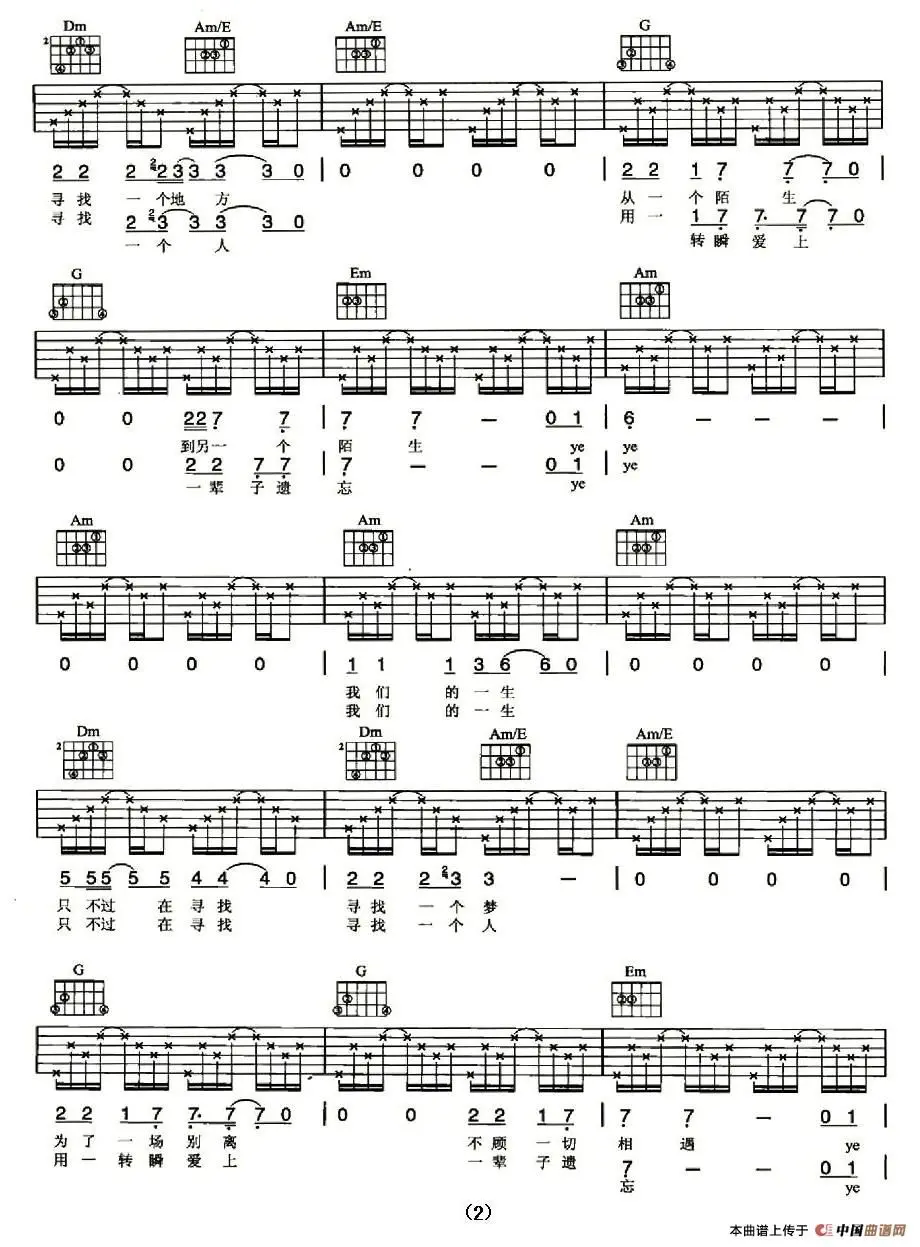 Dm Am/E Am/E G
2
2 2 2 2 2 3 3 3 3 0 | 0 0 0 0 | 2 2 1 7 7 7 0 |
寻 找 一 个 地 方 从 一 个 陌 生
寻 找 2 2 3 3 3 3 0 用 一 1 7 7· 7 7 0
一 个 人 转 瞬 爱 上
G Em Am
0 0 2 2 7 7 | 7 7 — 0 1 | 6 — — — |
到 另 一 个 陌 生 ye ye
0 0 2 2 7 7 | 7 — — 0 1 | ye
一 辈 子 遗 忘 ye
Am Am Am
0 0 0 0 | 1 1 1 3 6 6 0 | 0 0 0 0 |
我 们 的 一 生
我 们 的 一 生
Dm Dm Am/E Am/E
2 2
5 5 5 5 5 4 4 4 0 | 2 2 2 2 3 3 — | 0 0 0 0 |
只 不 过 在 寻 找 寻 找 一 个 梦
只 不 过 在 寻 找 寻 找 一 个 人
G G Em
2 2 1 7 7· 7 7 0 | 0 0 2 2 1 7 | 7 7 — 0 1 |
为 了 一 场 别 离 不 顾 一 切 相 遇 ye
用 一 转 瞬 爱 上 一 辈 子 遗 7 — — 0 1
忘 ye
（2）
本曲谱上传于 中国曲谱网